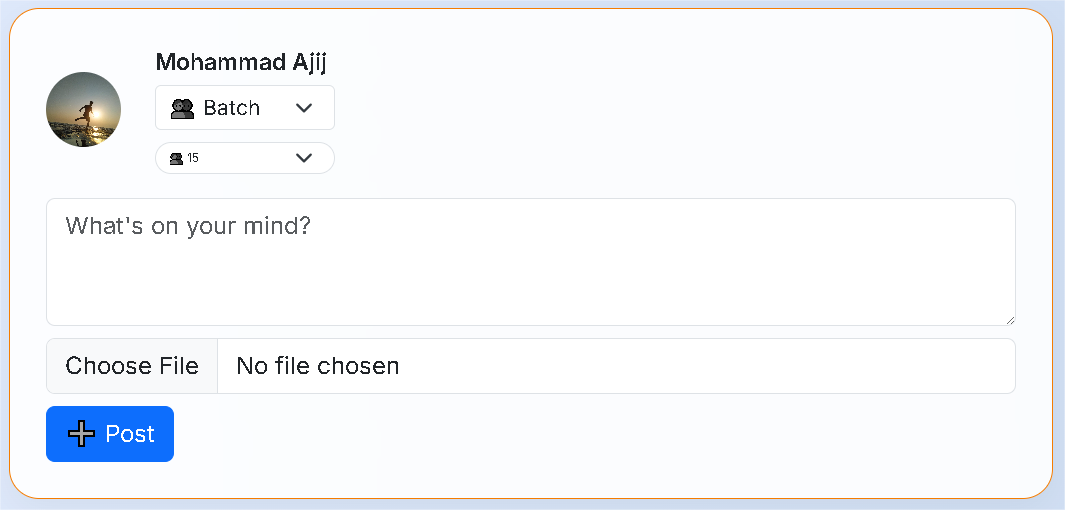 Mohammad Ajij
Batch
15
What's on your mind?
Choose File No file chosen
Post